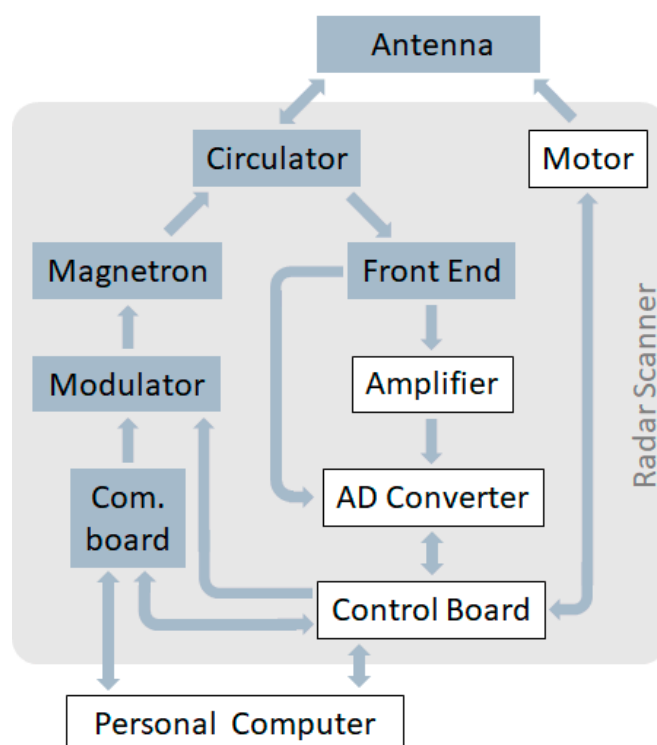 Antenna
Circulator
Motor
Magnetron
Front End
Modulator
Amplifier
Radar Scanner
Com.
board
AD Converter
Control Board
Personal Computer